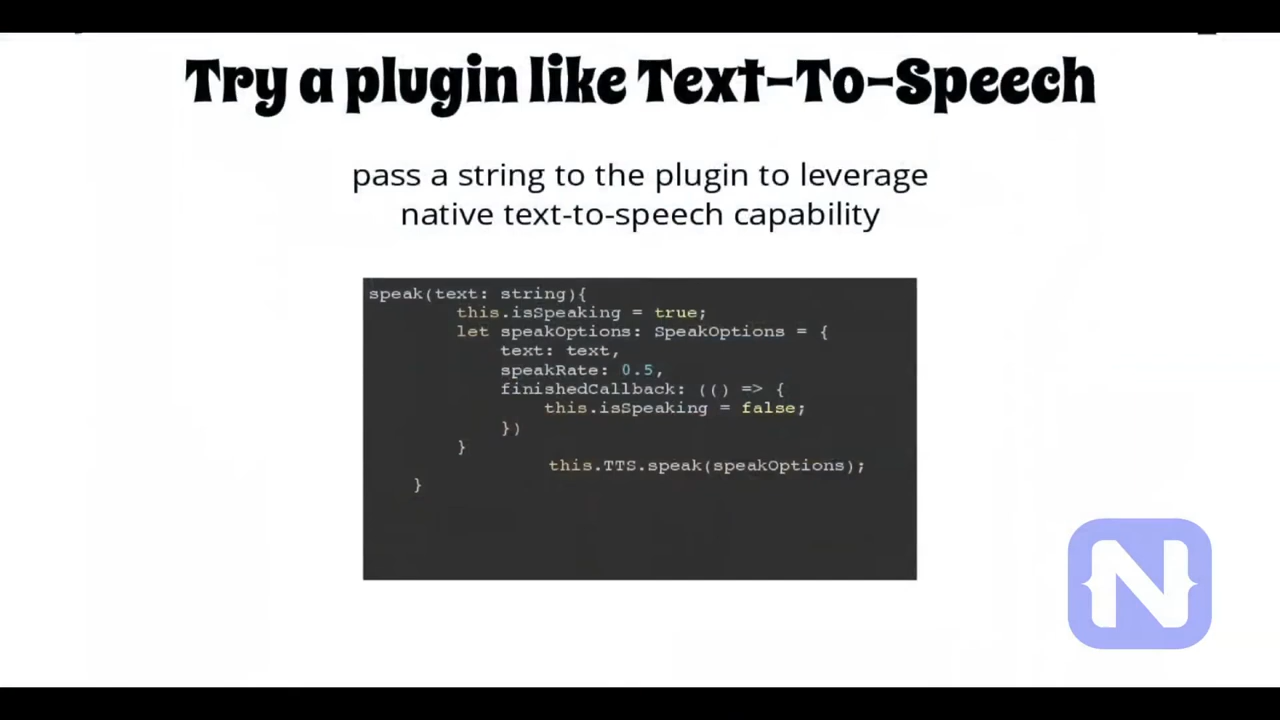 Try a plugin like Text-To-Speech
pass a string to the plugin to leverage
native text-to-speech capability
speak(text: string){
this.isSpeaking = true;
let speakOptions: SpeakOptions = {
text: text,
speakRate: 0.5,
finishedCallback: (() => {
this.isSpeaking = false;
})
}
this.TTS.speak(speakOptions);
}
N